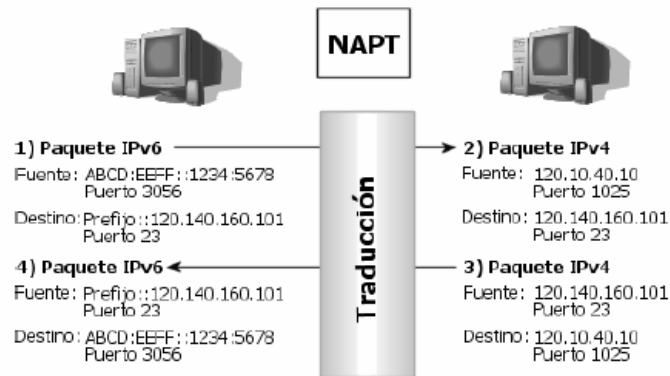 NAPT
1) Paquete IPv6
Fuente: ABCD:EEFF::1234:5678
Puerto 3056
Destino: Prefijo::120.140.160.101
Puerto 23
4) Paquete IPv6
Fuente: Prefijo::120.140.160.101
Puerto 23
Destino: ABCD:EEFF::1234:5678
Puerto 3056
Traducción
2) Paquete IPv4
Fuente: 120.10.40.10
Puerto 1025
Destino: 120.140.160.101
Puerto 23
3) Paquete IPv4
Fuente: 120.140.160.101
Puerto 23
Destino: 120.10.40.10
Puerto 1025